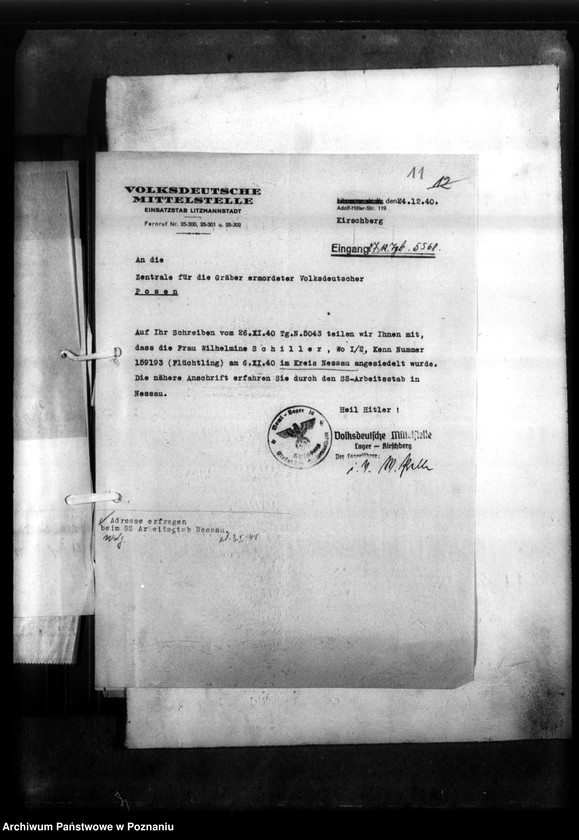 11 12
VOLKSDEUTSCHE
MITTELSTELLE
EINSATZSTAB LITZMANNSTADT
Fernruf Nr. 25-300, 25-301 u. 25-302
den 24.12.40.
Adolf-Hitler-Str. 119
Kirschberg
Eingang 5568.
An die
Zentrale für die Gräber ermordeter Volksdeutscher
Posen
Auf Ihr Schreiben vom 26.XI.40 Tg.N.5043 teilen wir Ihnen mit,
dass die Frau Wilhelmine S c h i l l e r , Wo I/2, Kenn Nummer
159193 (Flüchtling) am 6.XI.40 im Kreis Nessau angesiedelt wurde.
Die nähere Anschrift erfahren Sie durch den SS-Arbeitsstab in
Nessau.
Heil Hitler !
Volksdeutsche Mittelstelle
Lager - Kirschberg
Der Lagerführer:
i.V.
Adresse erfragen
beim SS Arbeitsstab Nessau.
Archiwum Państwowe w Poznaniu